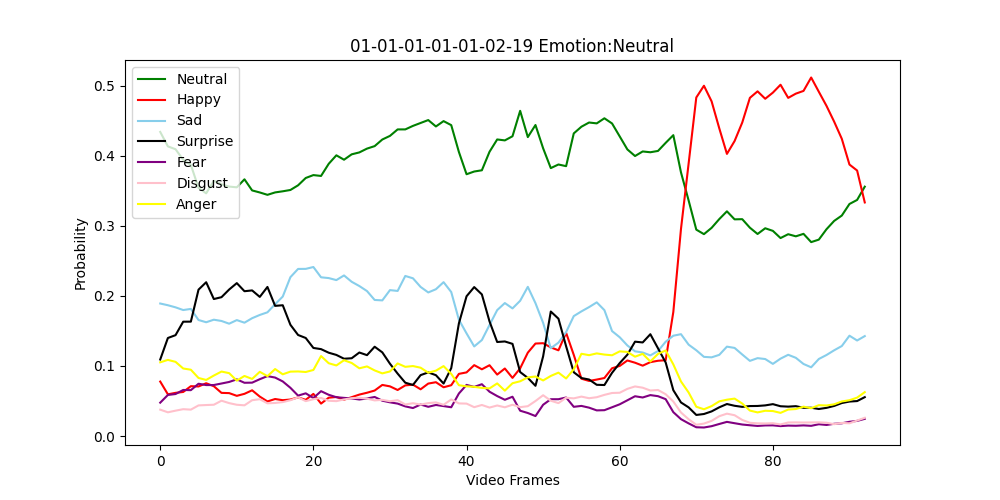 01-01-01-01-01-02-19 Emotion:Neutral
Neutral
Happy
Sad
Surprise
Fear
Disgust
Anger
Probability
0.5
0.4
0.3
0.2
0.1
0.0
0 20 40 60 80
Video Frames